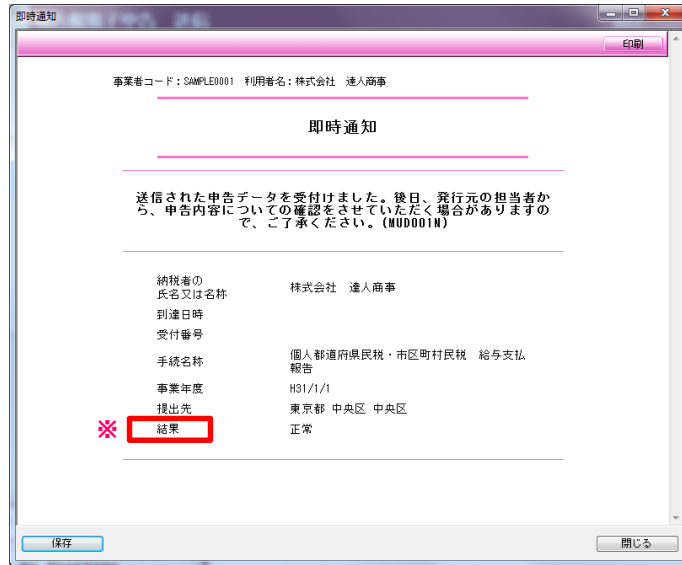 即時通知
印刷
事業者コード：SAMPLE0001 利用者名：株式会社 達人商事
即時通知
送信された申告データを受付けました。後日、発行元の担当者か
ら、申告内容についての確認をさせていただく場合がありますの
で、ご了承ください。(MUD001N)
納税者の
氏名又は名称
株式会社 達人商事
到達日時
受付番号
手続名称
個人都道府県民税・市区町村民税 給与支払
報告
事業年度
H31/1/1
提出先
東京都 中央区 中央区
※
結果
正常
保存
閉じる